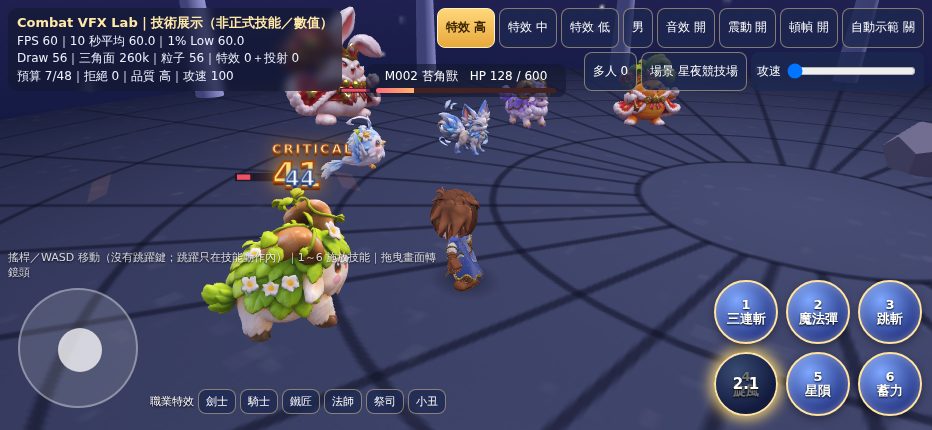 Combat VFX Lab｜技術展示（非正式技能／數值）
FPS 60｜10 秒平均 60.0｜1% Low 60.0
Draw 56｜三角面 260k｜粒子 56｜特效 0＋投射 0
預算 7/48｜拒絕 0｜品質 高｜攻速 100
特效 高
特效 中
特效 低
男
音效 開
震動 開
頓幀 開
自動示範 關
多人 0
場景 星夜競技場
攻速
M002 苔角獸 HP 128 / 600
CRITICAL
41
44
搖桿／WASD 移動（沒有跳躍鍵；跳躍只在技能動作內）｜1～6 施放技能｜拖曳畫面轉
鏡頭
1
三連斬
2
魔法彈
3
跳斬
4
2.1
旋風
5
星隕
6
蓄力
職業特效
劍士
騎士
鐵匠
法師
祭司
小丑